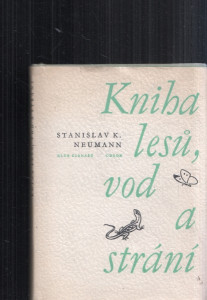 Kniha
STANISLAV K.
NEUMANN
lesů,
vod
a
strání